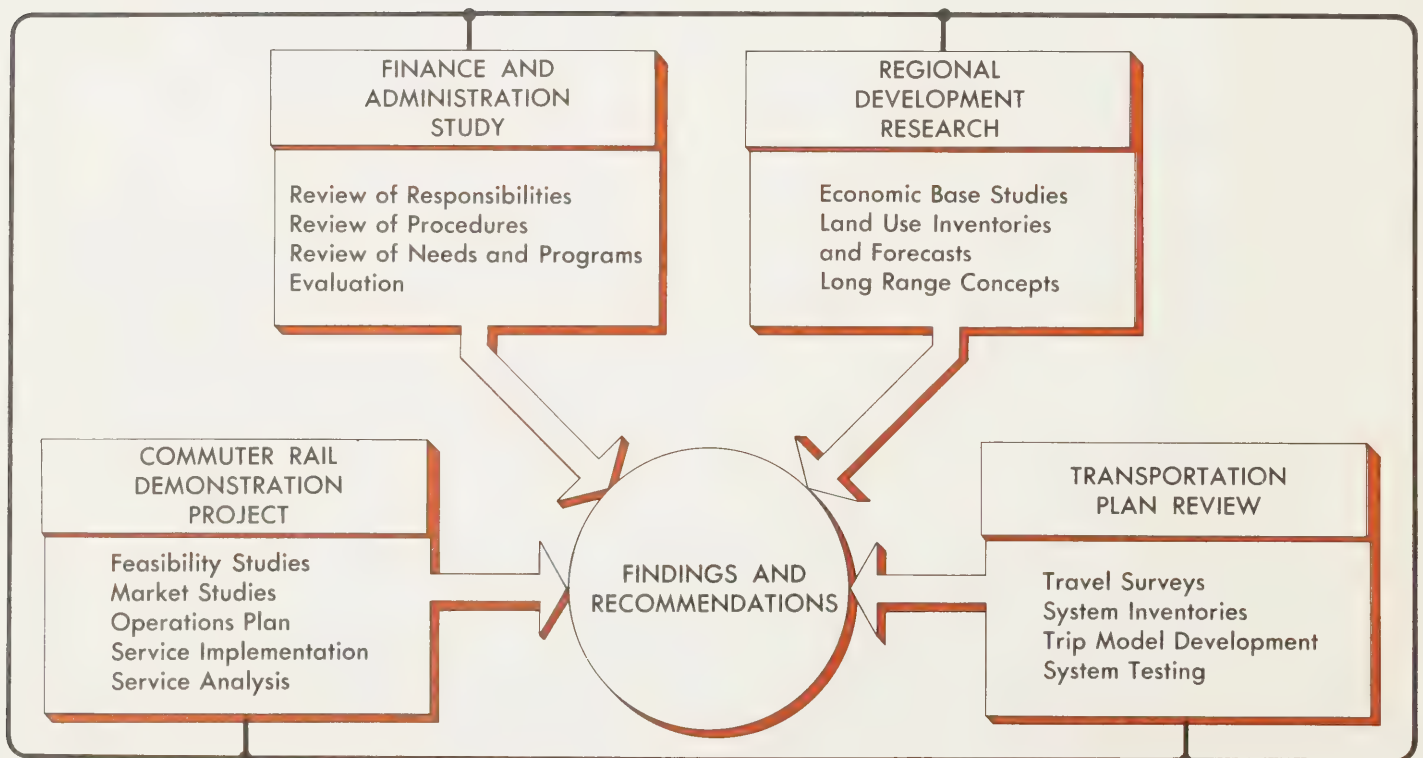 FINANCE AND
ADMINISTRATION
STUDY
Review of Responsibilities
Review of Procedures
Review of Needs and Programs
Evaluation
REGIONAL
DEVELOPMENT
RESEARCH
Economic Base Studies
Land Use Inventories
and Forecasts
Long Range Concepts
COMMUTER RAIL
DEMONSTRATION
PROJECT
Feasibility Studies
Market Studies
Operations Plan
Service Implementation
Service Analysis
FINDINGS AND
RECOMMENDATIONS
TRANSPORTATION
PLAN REVIEW
Travel Surveys
System Inventories
Trip Model Development
System Testing